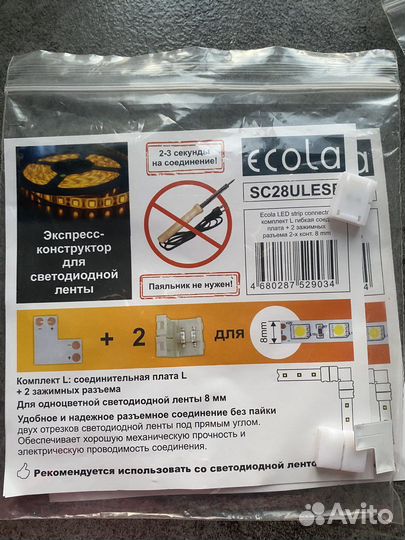 2-3 секунды
на соединение!
ecola
SC28ULESB
Экспресс-
конструктор
для
светодиодной
ленты
Паяльник не нужен!
Ecola LED strip connector
комплект L гибкая соед
плата + 2 зажимных
разъема 2-х конт. 8 mm
4 680287 529034
+ 2
для
8мм
Комплект L: соединительная плата L
+ 2 зажимных разъема
Для одноцветной светодиодной ленты 8 мм
Удобное и надежное разъемное соединение без пайки
двух отрезков светодиодной ленты под прямым углом.
Обеспечивает хорошую механическую прочность и
электрическую проводимость соединения.
Рекомендуется использовать со светодиодной ленто
Avito